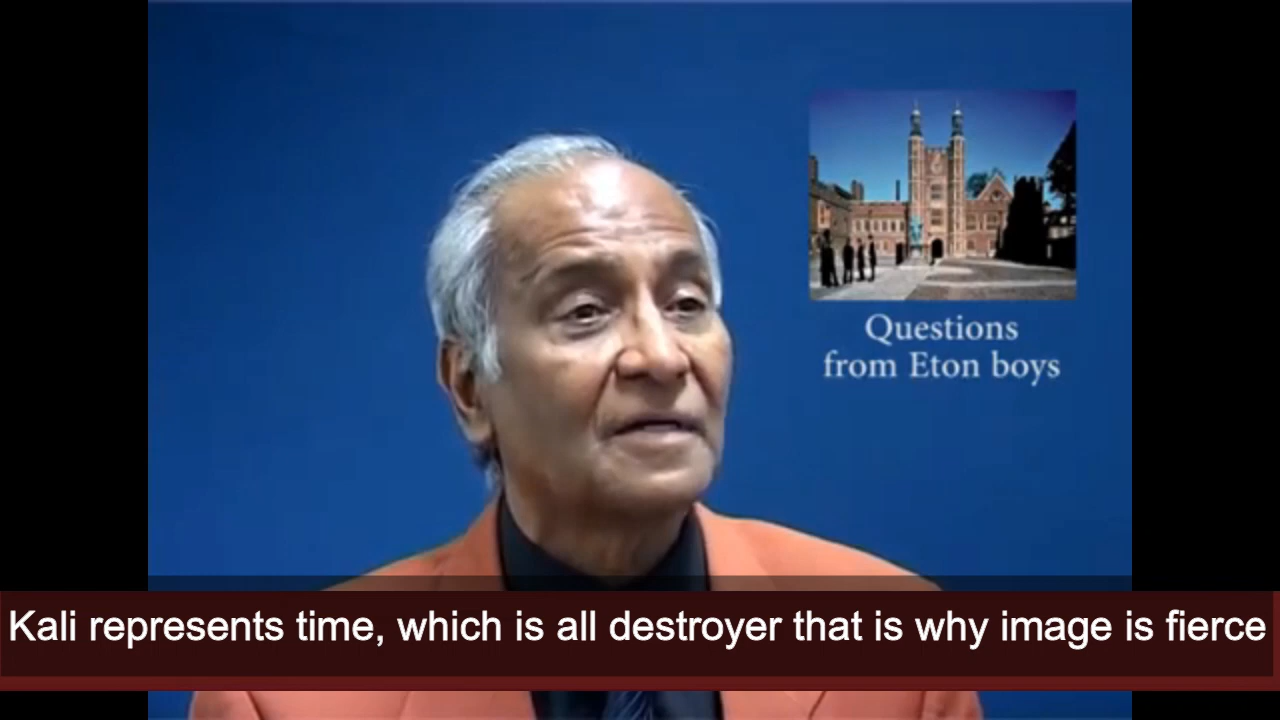 Questions
from Eton boys
Kali represents time, which is all destroyer that is why image is fierce